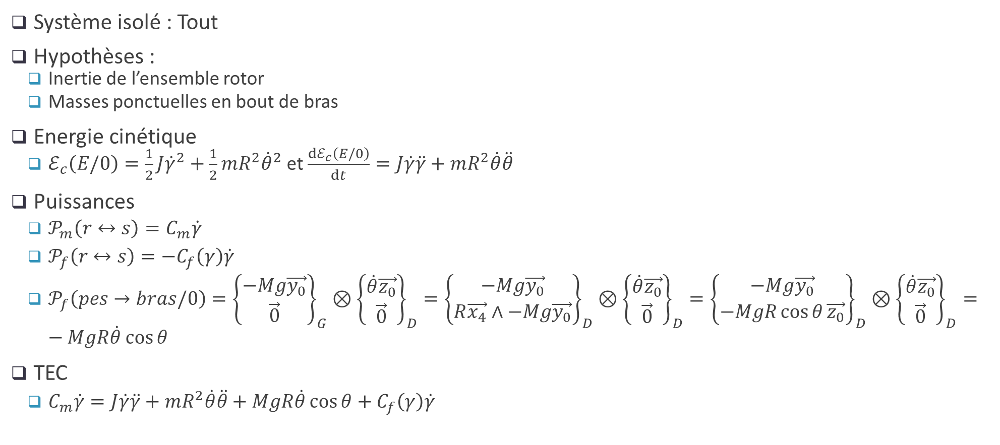 ❑ Système isolé : Tout
❑ Hypothèses :
❑ Inertie de l’ensemble rotor
❑ Masses ponctuelles en bout de bras
❑ Energie cinétique
❑ $\mathcal{E}_c(E/0) = \frac{1}{2}J\dot{\gamma}^2 + \frac{1}{2}mR^2\dot{\theta}^2$ et $\frac{\mathrm{d}\mathcal{E}_c(E/0)}{\mathrm{d}t} = J\dot{\gamma}\ddot{\gamma} + mR^2\dot{\theta}\ddot{\theta}$
❑ Puissances
❑ $\mathcal{P}_m(r \leftrightarrow s) = C_m\dot{\gamma}$
❑ $\mathcal{P}_f(r \leftrightarrow s) = -C_f(\gamma)\dot{\gamma}$
❑ $\mathcal{P}_f(pes \rightarrow bras/0) = \begin{Bmatrix} -Mg\overrightarrow{y_0} \\ \vec{0} \end{Bmatrix}_G \otimes \begin{Bmatrix} \dot{\theta}\overrightarrow{z_0} \\ \vec{0} \end{Bmatrix}_D = \begin{Bmatrix} -Mg\overrightarrow{y_0} \\ R\overrightarrow{x_4} \wedge -Mg\overrightarrow{y_0} \end{Bmatrix}_D \otimes \begin{Bmatrix} \dot{\theta}\overrightarrow{z_0} \\ \vec{0} \end{Bmatrix}_D = \begin{Bmatrix} -Mg\overrightarrow{y_0} \\ -MgR\cos\theta\,\overrightarrow{z_0} \end{Bmatrix}_D \otimes \begin{Bmatrix} \dot{\theta}\overrightarrow{z_0} \\ \vec{0} \end{Bmatrix}_D =$
$-MgR\dot{\theta}\cos\theta$
❑ TEC
❑ $C_m\dot{\gamma} = J\dot{\gamma}\ddot{\gamma} + mR^2\dot{\theta}\ddot{\theta} + MgR\dot{\theta}\cos\theta + C_f(\gamma)\dot{\gamma}$